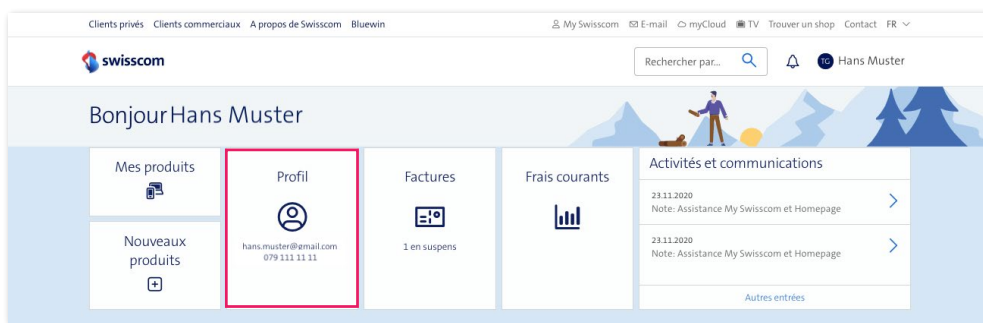 Clients privés Clients commerciaux A propos de Swisscom Bluewin My Swisscom E-mail myCloud TV Trouver un shop Contact FR
swisscom Rechercher par... TG Hans Muster
Bonjour Hans Muster
Mes produits
Nouveaux
produits
Profil
hans.muster@gmail.com
079 111 11 11
Factures
1 en suspens
Frais courants
Activités et communications
23.11.2020
Note: Assistance My Swisscom et Homepage
23.11.2020
Note: Assistance My Swisscom et Homepage
Autres entrées